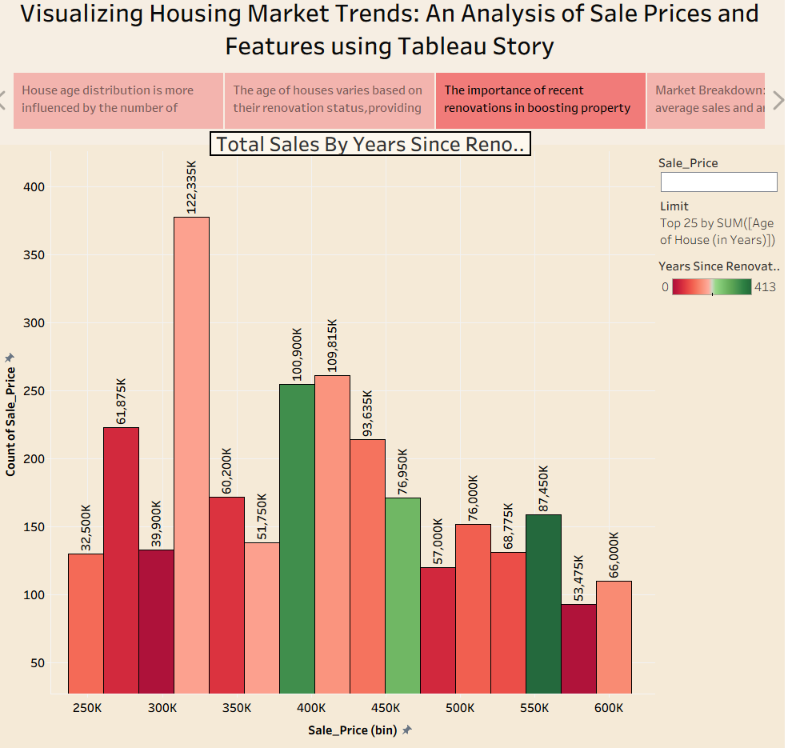 Visualizing Housing Market Trends: An Analysis of Sale Prices and
Features using Tableau Story
House age distribution is more
influenced by the number of
The age of houses varies based on
their renovation status,providing
The importance of recent
renovations in boosting property
Market Breakdown:
average sales and
Total Sales By Years Since Reno..
Sale_Price
Limit
Top 25 by SUM([Age
of House (in Years)])
Years Since Renovat..
0 413
Count of Sale_Price
400
350
300
250
200
150
100
50
32,500K
61,875K
39,900K
122,335K
60,200K
51,750K
100,900K
109,815K
93,635K
76,950K
57,000K
76,000K
68,775K
87,450K
53,475K
66,000K
250K 300K 350K 400K 450K 500K 550K 600K
Sale_Price (bin)